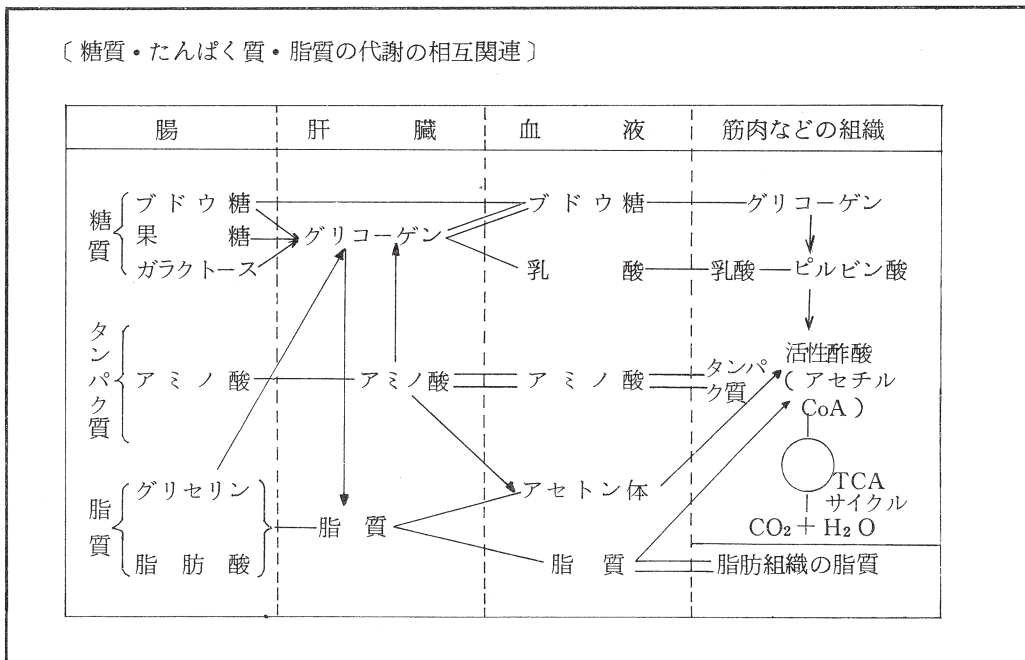 〔糖質・たんぱく質・脂質の代謝の相互関連〕
腸 肝臓 血液 筋肉などの組織
糖質 ブドウ糖 ブドウ糖 グリコーゲン
果糖 グリコーゲン
ガラクトース 乳酸 乳酸 ピルビン酸
タンパク質 アミノ酸 アミノ酸 アミノ酸 タンパク質
活性酢酸
(アセチル
CoA)
脂質 グリセリン アセトン体
TCA
サイクル
脂質
CO₂+H₂O
脂肪酸 脂質 脂肪組織の脂質